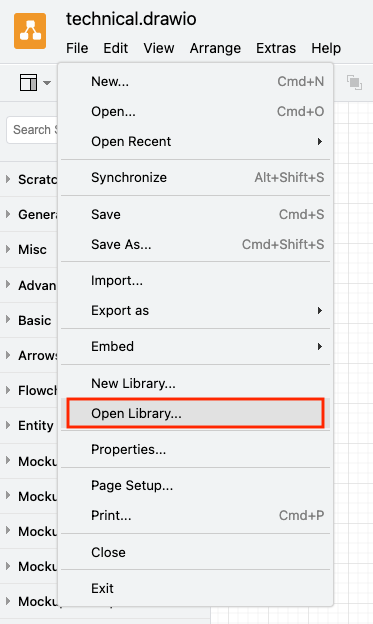 technical.drawio
File Edit View Arrange Extras Help
New... Cmd+N
Open... Cmd+O
Open Recent
Synchronize Alt+Shift+S
Save Cmd+S
Save As... Cmd+Shift+S
Import...
Export as
Embed
New Library...
Open Library...
Properties...
Page Setup...
Print... Cmd+P
Close
Exit
Search
Scratc
Genera
Misc
Advan
Basic
Arrows
Flowch
Entity
Mocku
Mocku
Mocku
Mocku